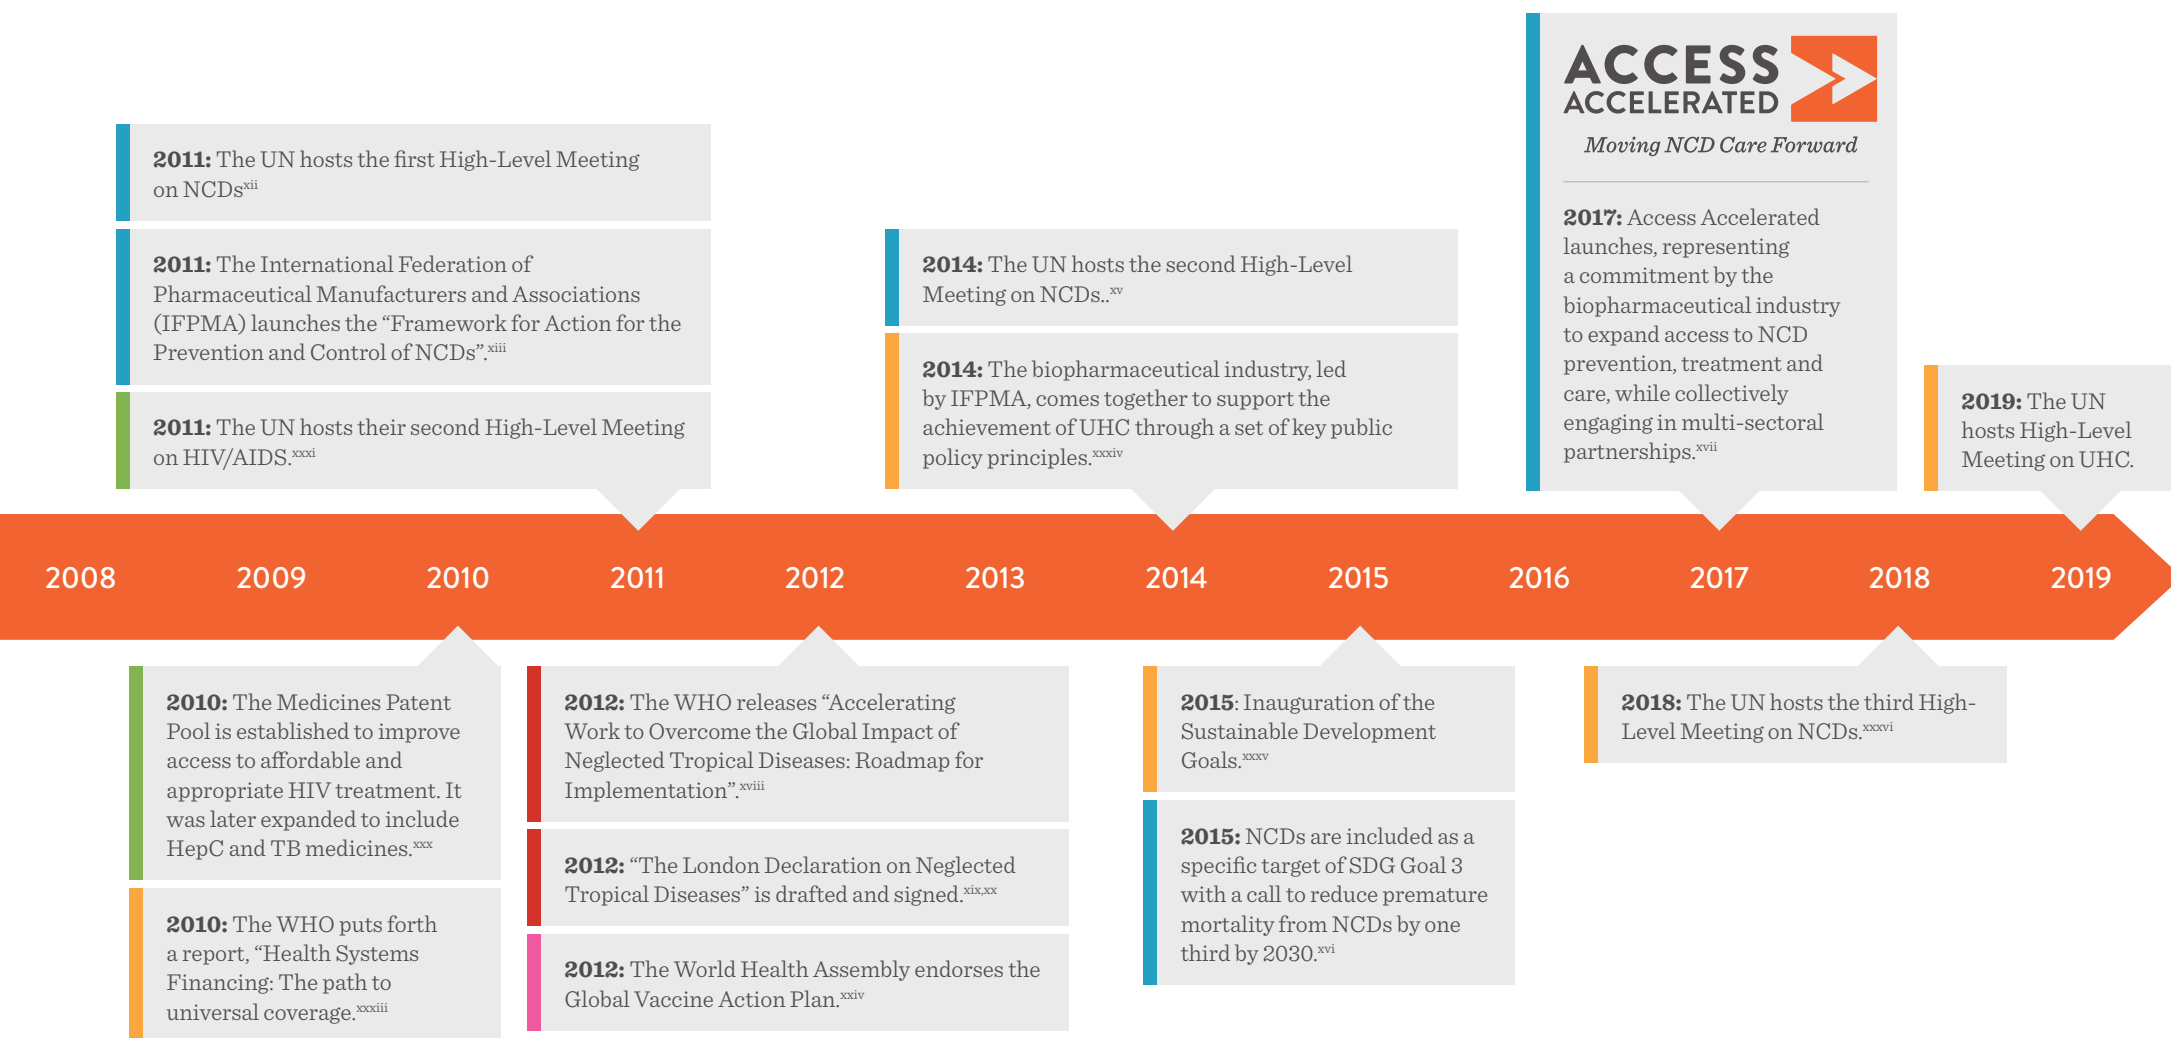 ACCESS
ACCELERATED
Moving NCD Care Forward
2011: The UN hosts the first High-Level Meeting
on NCDsxii
2011: The International Federation of
Pharmaceutical Manufacturers and Associations
(IFPMA) launches the “Framework for Action for the
Prevention and Control of NCDs”.xiii
2011: The UN hosts their second High-Level Meeting
on HIV/AIDS.xxxi
2014: The UN hosts the second High-Level
Meeting on NCDs..xv
2014: The biopharmaceutical industry, led
by IFPMA, comes together to support the
achievement of UHC through a set of key public
policy principles.xxxiv
2017: Access Accelerated
launches, representing
a commitment by the
biopharmaceutical industry
to expand access to NCD
prevention, treatment and
care, while collectively
engaging in multi-sectoral
partnerships.xvii
2019: The UN
hosts High-Level
Meeting on UHC.
2008 2009 2010 2011 2012 2013 2014 2015 2016 2017 2018 2019
2010: The Medicines Patent
Pool is established to improve
access to affordable and
appropriate HIV treatment. It
was later expanded to include
HepC and TB medicines.xxx
2010: The WHO puts forth
a report, “Health Systems
Financing: The path to
universal coverage.xxxiii
2012: The WHO releases “Accelerating
Work to Overcome the Global Impact of
Neglected Tropical Diseases: Roadmap for
Implementation”.xviii
2012: “The London Declaration on Neglected
Tropical Diseases” is drafted and signed.xix,xx
2012: The World Health Assembly endorses the
Global Vaccine Action Plan.xxiv
2015: Inauguration of the
Sustainable Development
Goals.xxxv
2015: NCDs are included as a
specific target of SDG Goal 3
with a call to reduce premature
mortality from NCDs by one
third by 2030.xvi
2018: The UN hosts the third High-
Level Meeting on NCDs.xxxvi